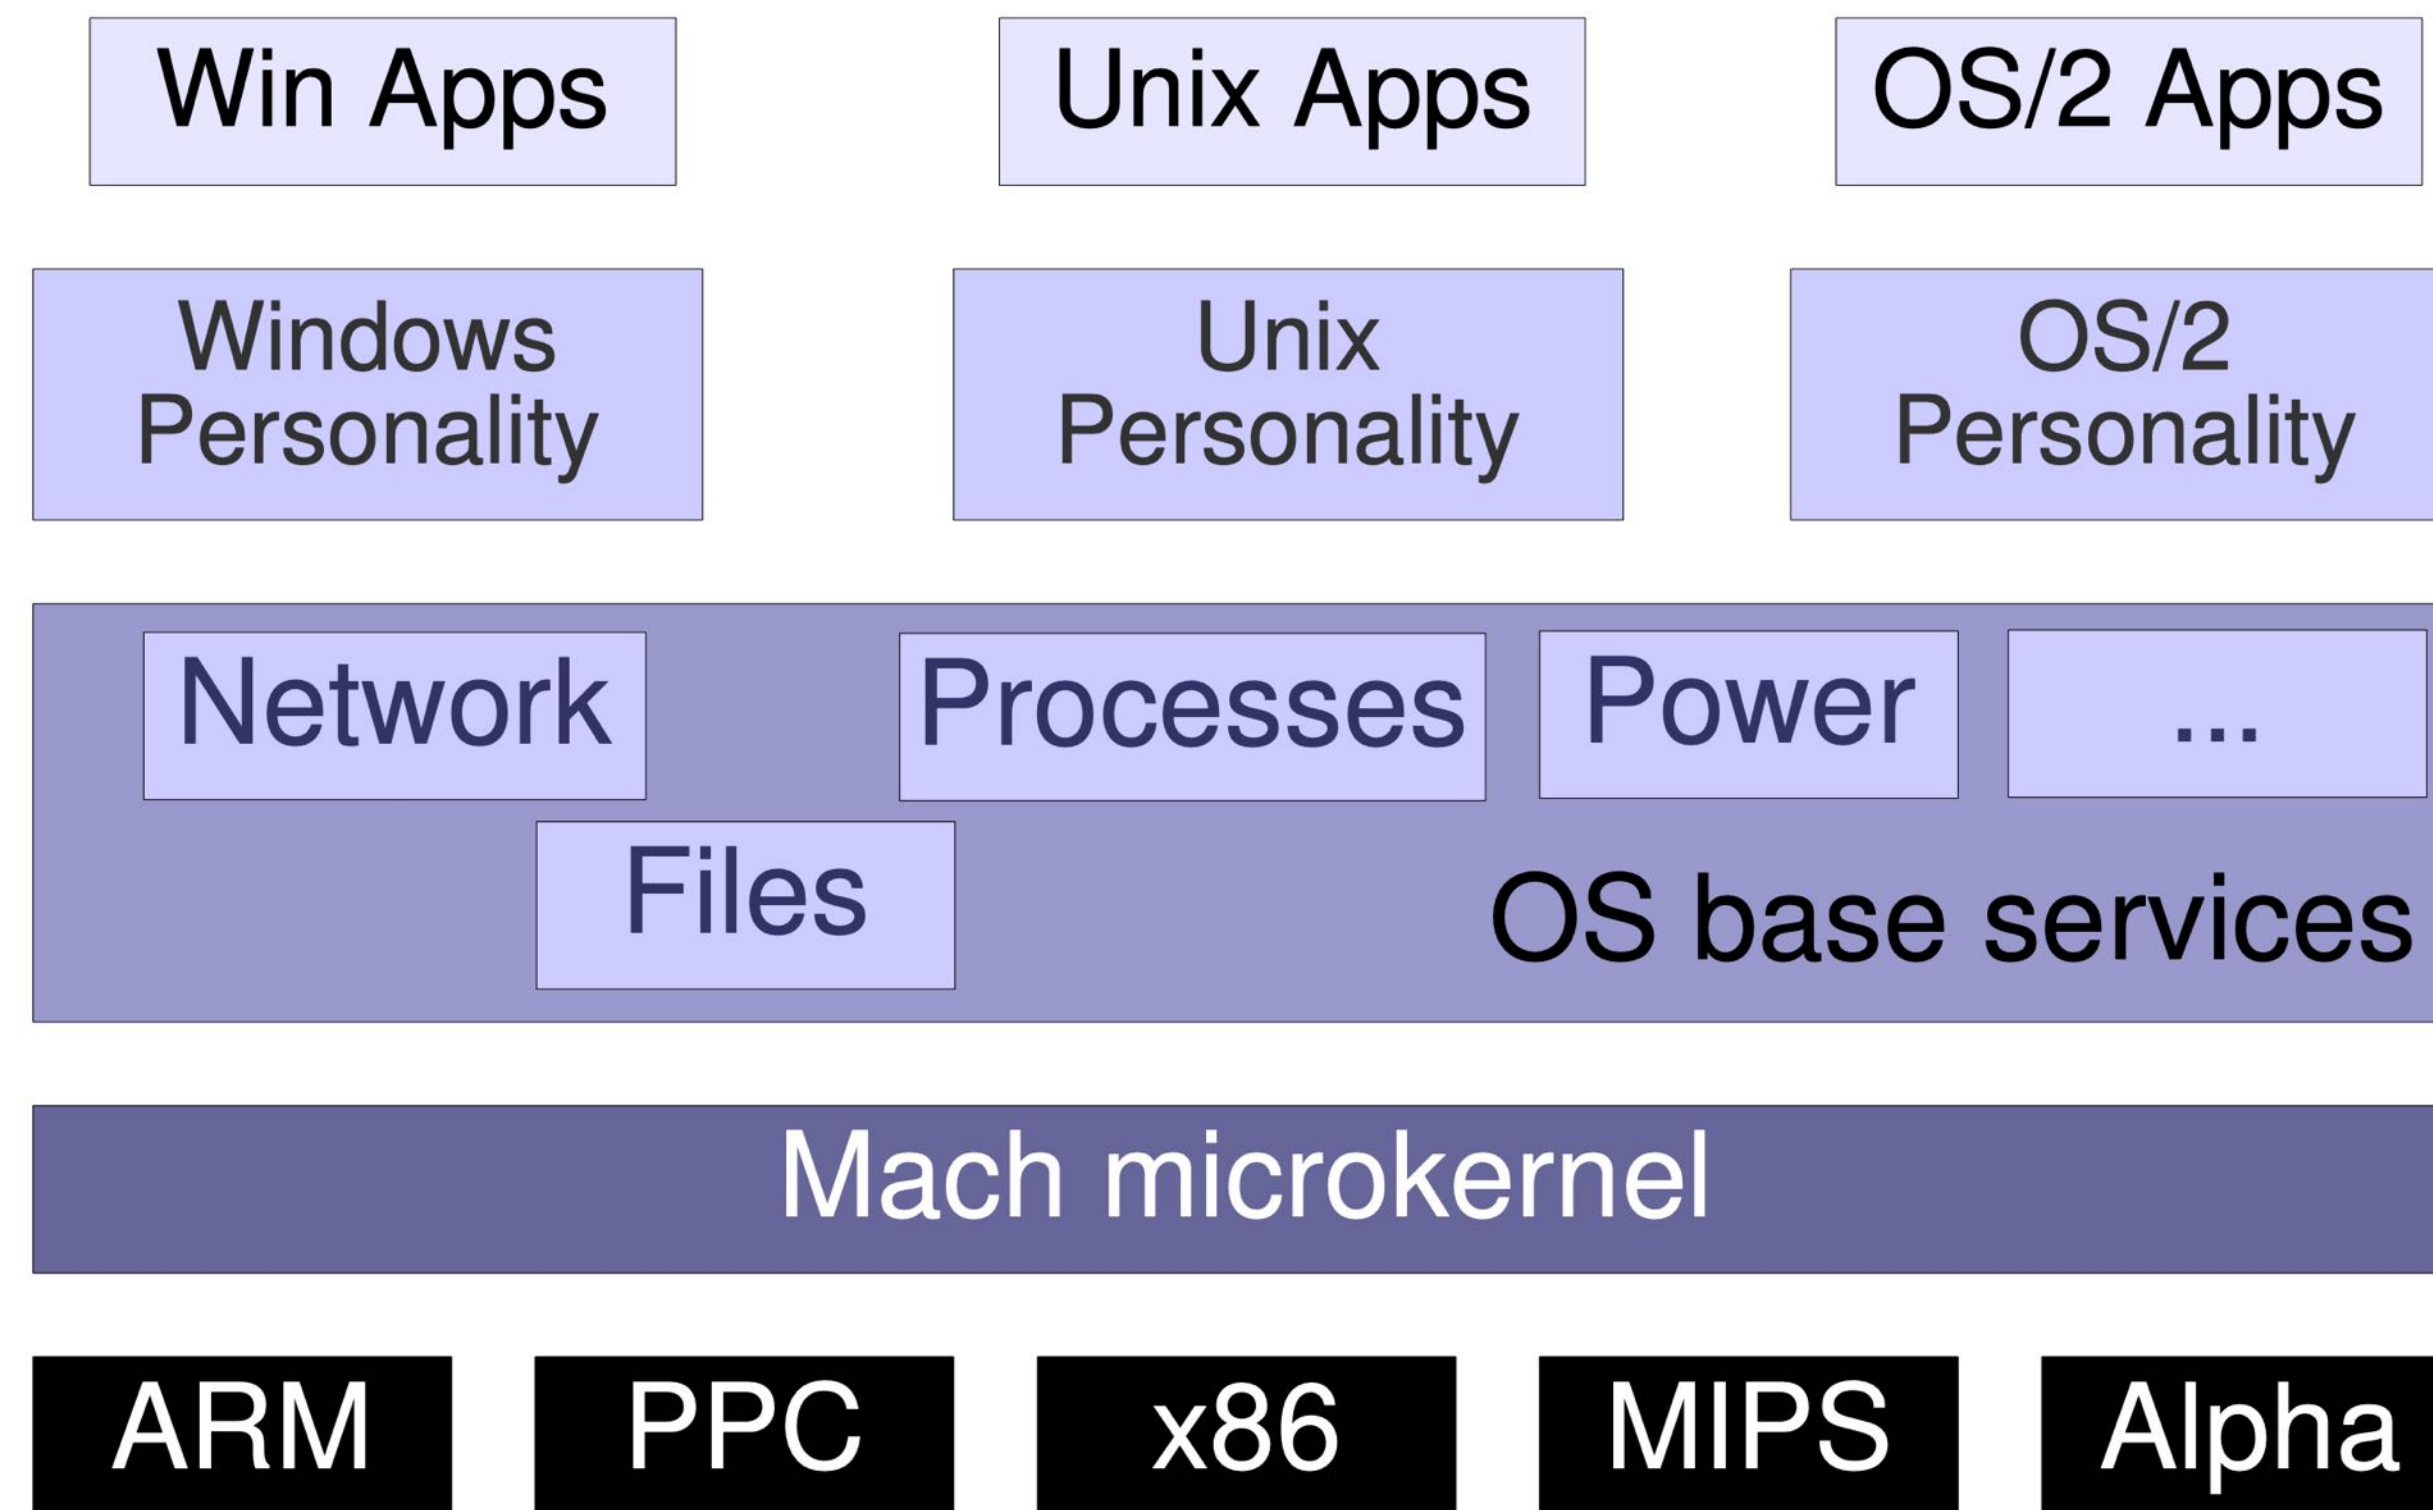 Win Apps
Unix Apps
OS/2 Apps
Windows
Personality
Unix
Personality
OS/2
Personality
Network
Processes
Power
...
Files
OS base services
Mach microkernel
ARM
PPC
x86
MIPS
Alpha